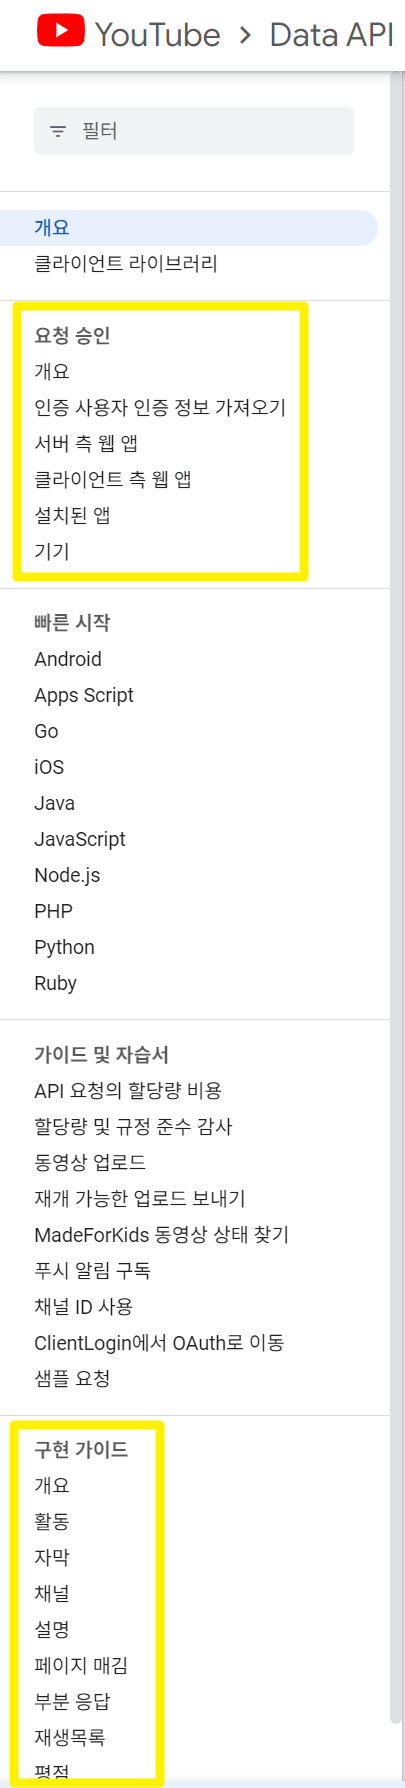 YouTube > Data API
필터
개요
클라이언트 라이브러리
요청 승인
개요
인증 사용자 인증 정보 가져오기
서버 측 웹 앱
클라이언트 측 웹 앱
설치된 앱
기기
빠른 시작
Android
Apps Script
Go
iOS
Java
JavaScript
Node.js
PHP
Python
Ruby
가이드 및 자습서
API 요청의 할당량 비용
할당량 및 규정 준수 감사
동영상 업로드
재개 가능한 업로드 보내기
MadeForKids 동영상 상태 찾기
푸시 알림 구독
채널 ID 사용
ClientLogin에서 OAuth로 이동
샘플 요청
구현 가이드
개요
활동
자막
채널
설명
페이지 매김
부분 응답
재생목록
평점